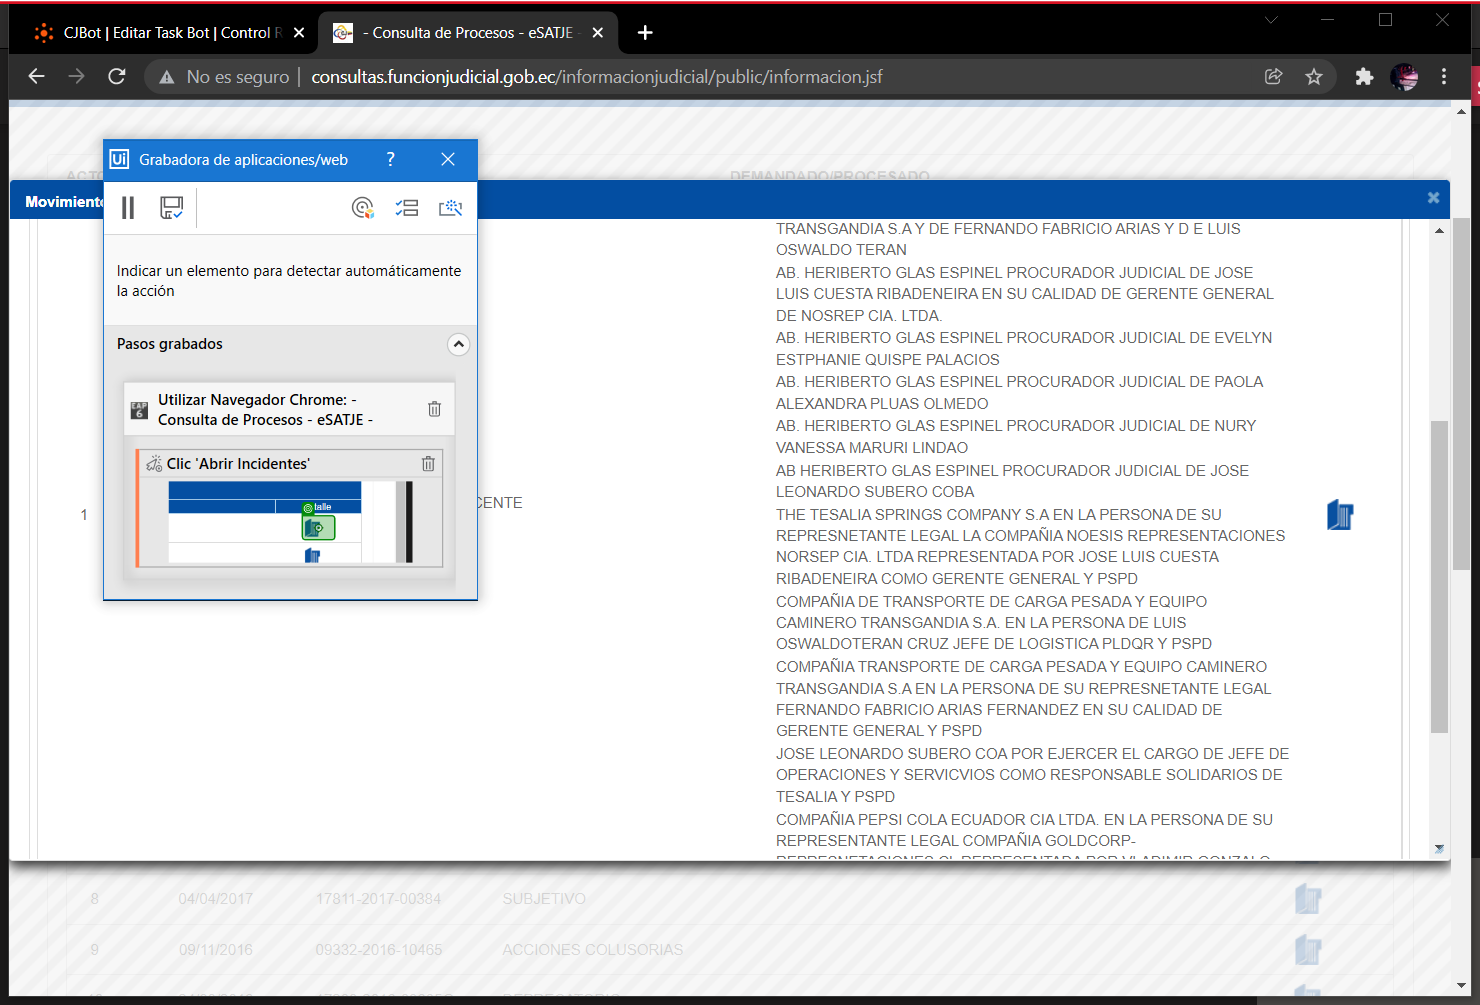 CJBot | Editar Task Bot | Control R
- Consulta de Procesos - eSATJE -
No es seguro | consultas.funcionjudicial.gob.ec/informacionjudicial/public/informacion.jsf
Grabadora de aplicaciones/web ?
DEMANDADO/PROCESADO
Movimiento
Indicar un elemento para detectar automáticamente
la acción
Pasos grabados
Utilizar Navegador Chrome: -
Consulta de Procesos - eSATJE -
Clic 'Abrir Incidentes'
talle
1
CENTE
TRANSGANDIA S.A Y DE FERNANDO FABRICIO ARIAS Y D E LUIS
OSWALDO TERAN
AB. HERIBERTO GLAS ESPINEL PROCURADOR JUDICIAL DE JOSE
LUIS CUESTA RIBADENEIRA EN SU CALIDAD DE GERENTE GENERAL
DE NOSREP CIA. LTDA.
AB. HERIBERTO GLAS ESPINEL PROCURADOR JUDICIAL DE EVELYN
ESTPHANIE QUISPE PALACIOS
AB. HERIBERTO GLAS ESPINEL PROCURADOR JUDICIAL DE PAOLA
ALEXANDRA PLUAS OLMEDO
AB. HERIBERTO GLAS ESPINEL PROCURADOR JUDICIAL DE NURY
VANESSA MARURI LINDAO
AB HERIBERTO GLAS ESPINEL PROCURADOR JUDICIAL DE JOSE
LEONARDO SUBERO COBA
THE TESALIA SPRINGS COMPANY S.A EN LA PERSONA DE SU
REPRESNETANTE LEGAL LA COMPAÑIA NOESIS REPRESENTACIONES
NORSEP CIA. LTDA REPRESENTADA POR JOSE LUIS CUESTA
RIBADENEIRA COMO GERENTE GENERAL Y PSPD
COMPAÑIA DE TRANSPORTE DE CARGA PESADA Y EQUIPO
CAMINERO TRANSGANDIA S.A. EN LA PERSONA DE LUIS
OSWALDOTERAN CRUZ JEFE DE LOGISTICA PLDQR Y PSPD
COMPAÑIA TRANSPORTE DE CARGA PESADA Y EQUIPO CAMINERO
TRANSGANDIA S.A EN LA PERSONA DE SU REPRESNETANTE LEGAL
FERNANDO FABRICIO ARIAS FERNANDEZ EN SU CALIDAD DE
GERENTE GENERAL Y PSPD
JOSE LEONARDO SUBERO COA POR EJERCER EL CARGO DE JEFE DE
OPERACIONES Y SERVICVIOS COMO RESPONSABLE SOLIDARIOS DE
TESALIA Y PSPD
COMPAÑIA PEPSI COLA ECUADOR CIA LTDA. EN LA PERSONA DE SU
REPRESENTANTE LEGAL COMPAÑIA GOLDCORP-
8 04/04/2017 17811-2017-00384 SUBJETIVO
9 09/11/2016 09332-2016-10465 ACCIONES COLUSORIAS